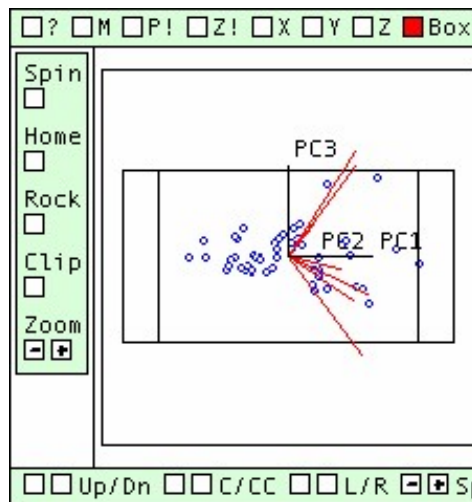 ? M P! Z! X Y Z Box
Spin
Home
Rock
Clip
Zoom
- +
PC3
PC2 PC1
Up/Dn C/CC L/R - + S